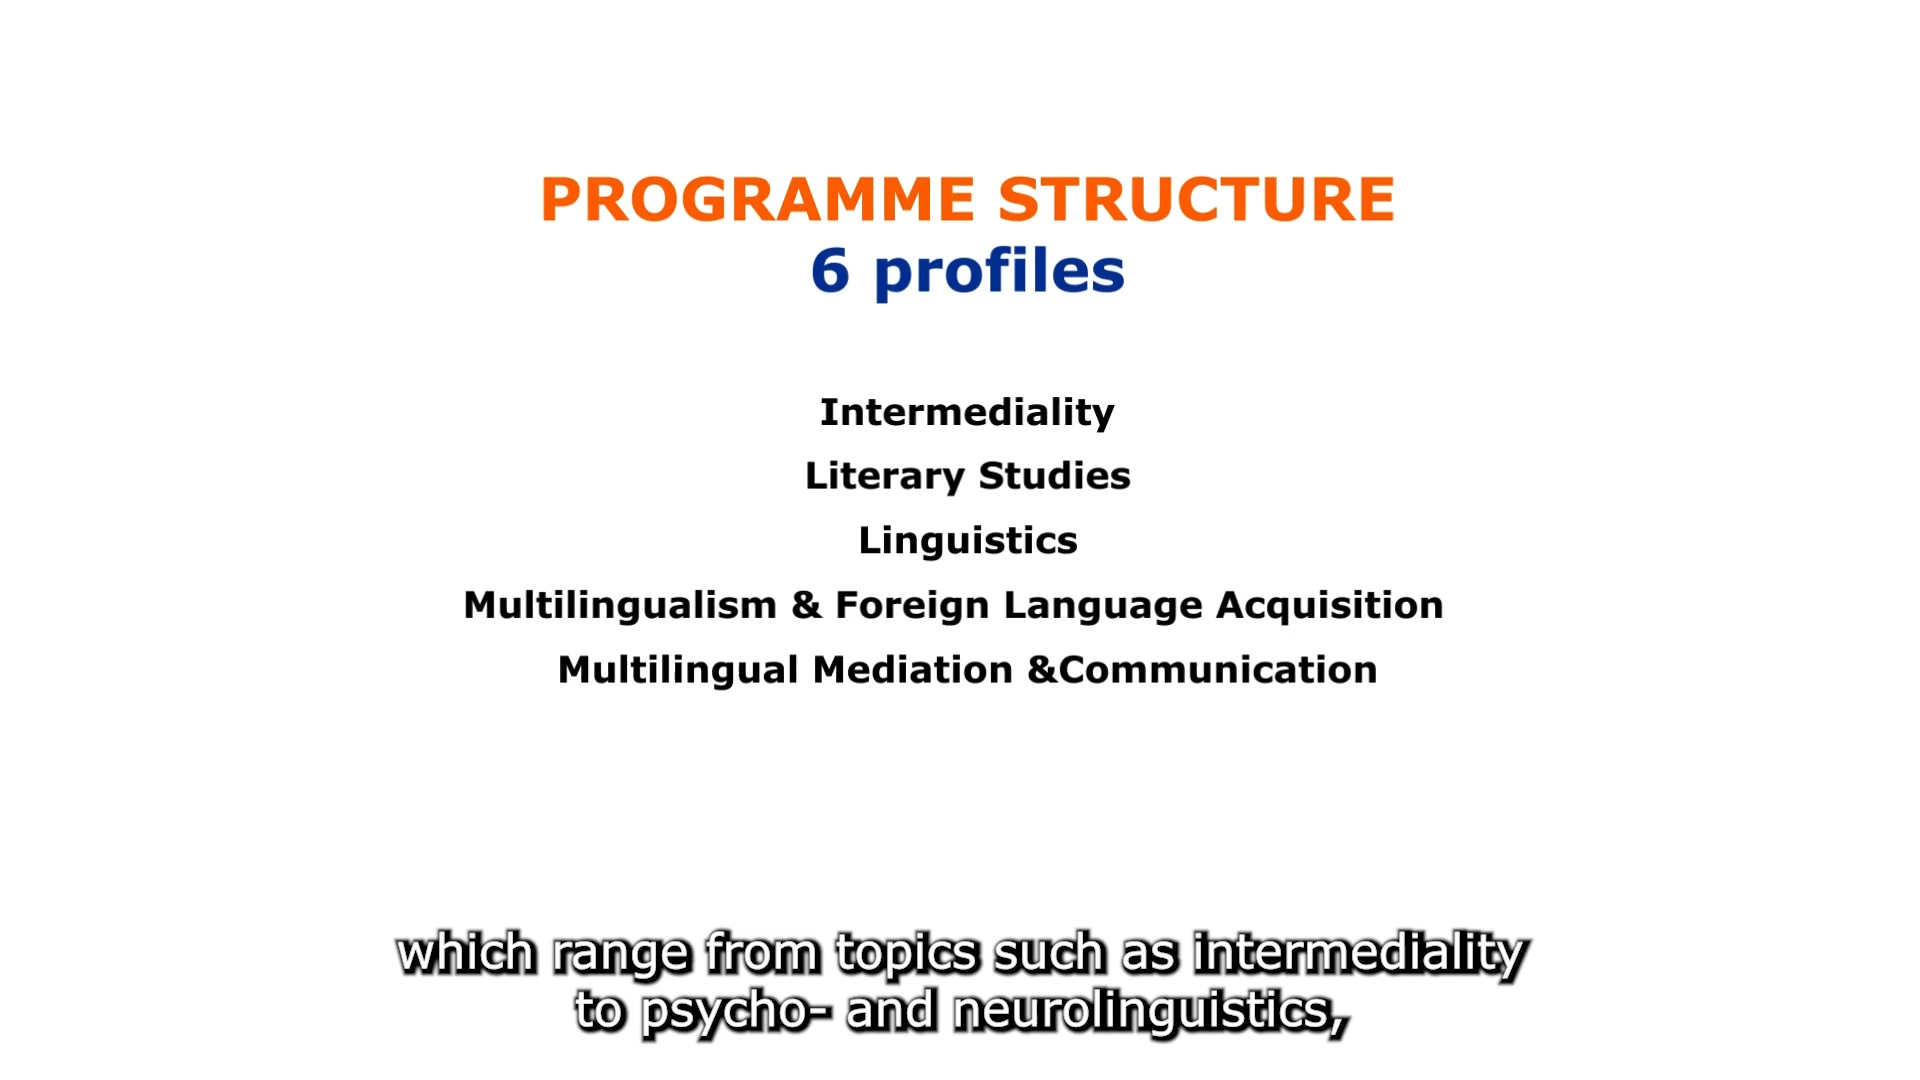 PROGRAMME STRUCTURE
6 profiles
Intermediality
Literary Studies
Linguistics
Multilingualism & Foreign Language Acquisition
Multilingual Mediation &Communication
which range from topics such as intermediality
to psycho- and neurolinguistics,